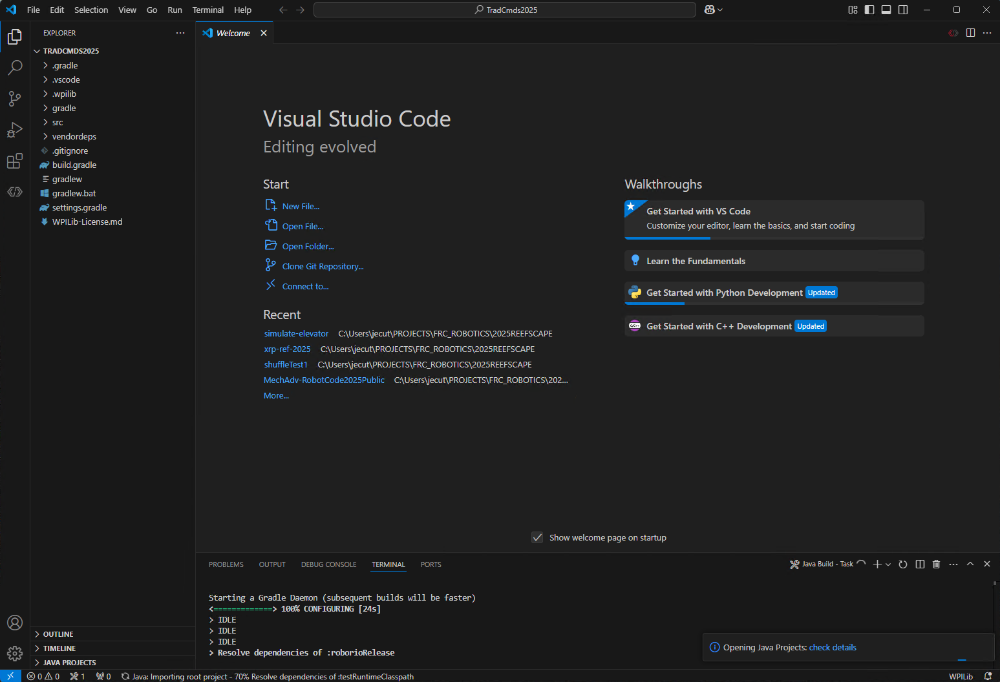 File Edit Selection View Go Run Terminal Help
TradCmds2025
EXPLORER
TRADCMDS2025
.gradle
.vscode
.wpilib
gradle
src
vendordeps
.gitignore
build.gradle
gradlew
gradlew.bat
settings.gradle
WPILib-License.md
OUTLINE
TIMELINE
JAVA PROJECTS
Welcome
Visual Studio Code
Editing evolved
Start
New File...
Open File...
Open Folder...
Clone Git Repository...
Connect to...
Recent
simulate-elevator C:\Users\jecut\PROJECTS\FRC_ROBOTICS\2025REEFSCAPE
xrp-ref-2025 C:\Users\jecut\PROJECTS\FRC_ROBOTICS\2025REEFSCAPE
shuffleTest1 C:\Users\jecut\PROJECTS\FRC_ROBOTICS\2025REEFSCAPE
MechAdv-RobotCode2025Public C:\Users\jecut\PROJECTS\FRC_ROBOTICS\202...
More...
Walkthroughs
Get Started with VS Code
Customize your editor, learn the basics, and start coding
Learn the Fundamentals
Get Started with Python Development Updated
C/C++ Get Started with C++ Development Updated
Show welcome page on startup
PROBLEMS OUTPUT DEBUG CONSOLE TERMINAL PORTS
Java Build - Task
Starting a Gradle Daemon (subsequent builds will be faster)
<=============> 100% CONFIGURING [24s]
> IDLE
> IDLE
> IDLE
> Resolve dependencies of :roborioRelease
Opening Java Projects: check details
0 0 1 0 Java: Importing root project - 70% Resolve dependencies of :testRuntimeClasspath
WPILib